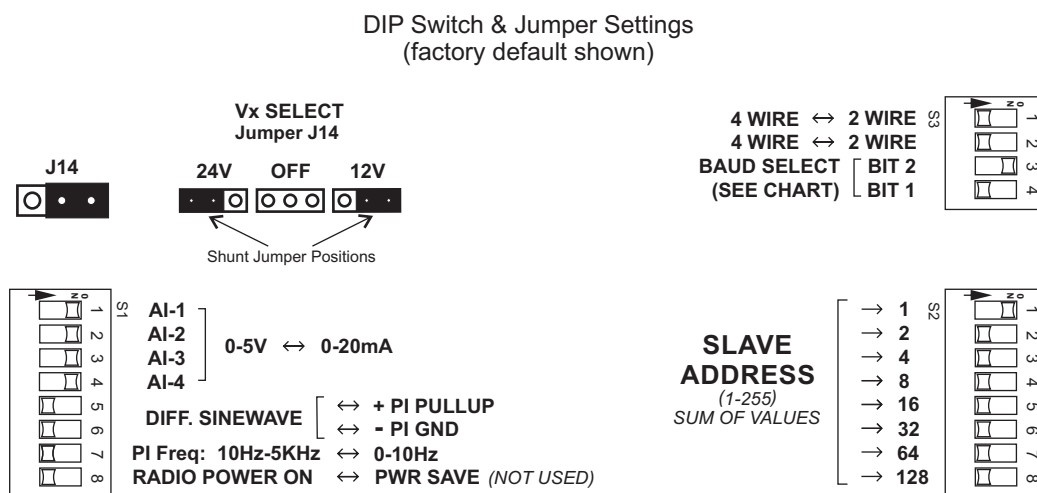 DIP Switch & Jumper Settings
(factory default shown)
Vx SELECT
Jumper J14
J14
24V OFF 12V
Shunt Jumper Positions
4 WIRE ↔ 2 WIRE
4 WIRE ↔ 2 WIRE
BAUD SELECT BIT 2
(SEE CHART) BIT 1
S3
ON
1
2
3
4
ON
1
2
3
4
5
6
7
8
S1
AI-1
AI-2
AI-3
AI-4
0-5V ↔ 0-20mA
DIFF. SINEWAVE ↔ + PI PULLUP
↔ - PI GND
PI Freq: 10Hz-5KHz ↔ 0-10Hz
RADIO POWER ON ↔ PWR SAVE (NOT USED)
SLAVE
ADDRESS
(1-255)
SUM OF VALUES
→ 1
→ 2
→ 4
→ 8
→ 16
→ 32
→ 64
→ 128
S2
ON
1
2
3
4
5
6
7
8